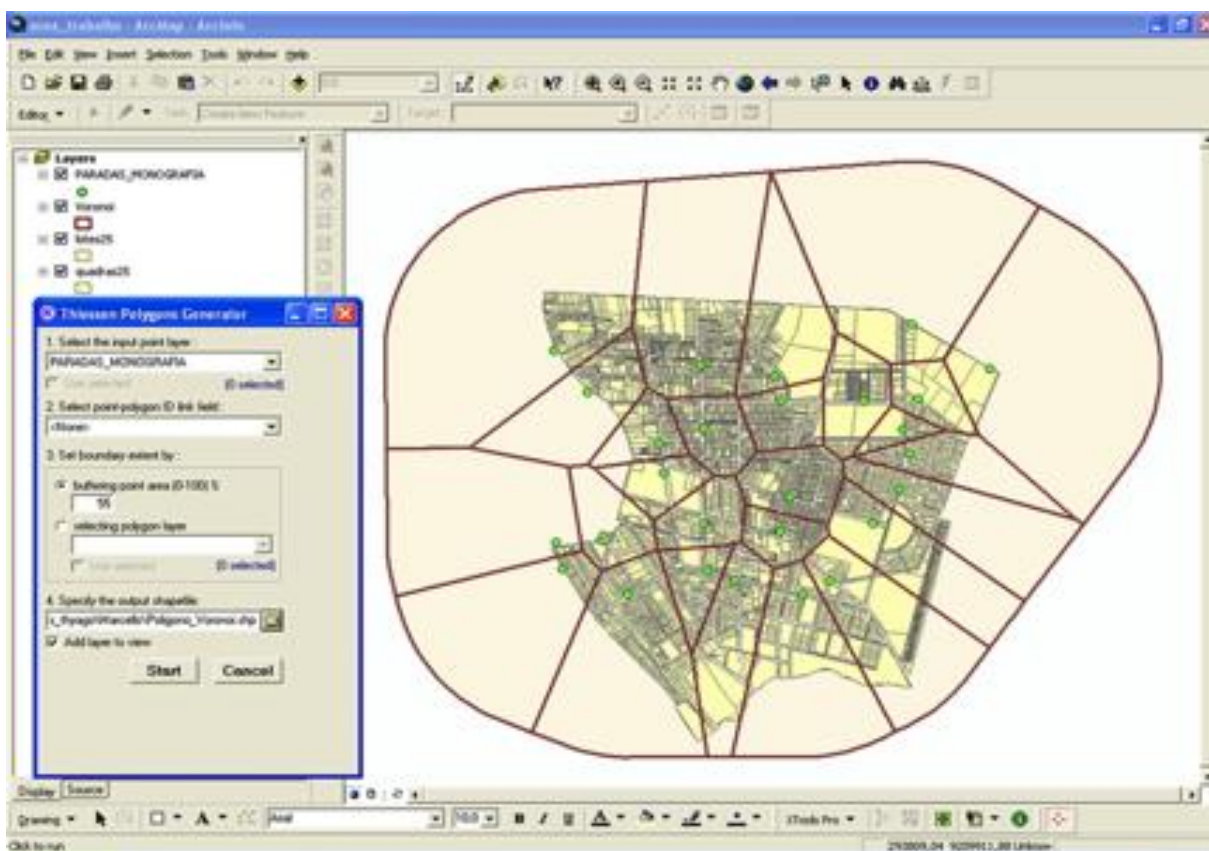 - ArcMap - ArcInfo
File Edit View Insert Selection Tools Window Help
Editor Task: Create New Feature Target:
Layers
PARADAS_MONOGRAFIA
Voronoi
lotes25
quadras25
Thiessen Polygons Generator
1. Select the input point layer :
PARADAS_MONOGRAFIA
Use selected (0 selected)
2. Select point-polygon ID link field:
<None>
3. Set boundary extent by :
buffering point area (0-100) %
55
selecting polygon layer
Use selected (0 selected)
4. Specify the output shapefile:
Add layer to view
Start Cancel
Display Source
Drawing A Arial 10 B I U A XTools Pro
Click to run